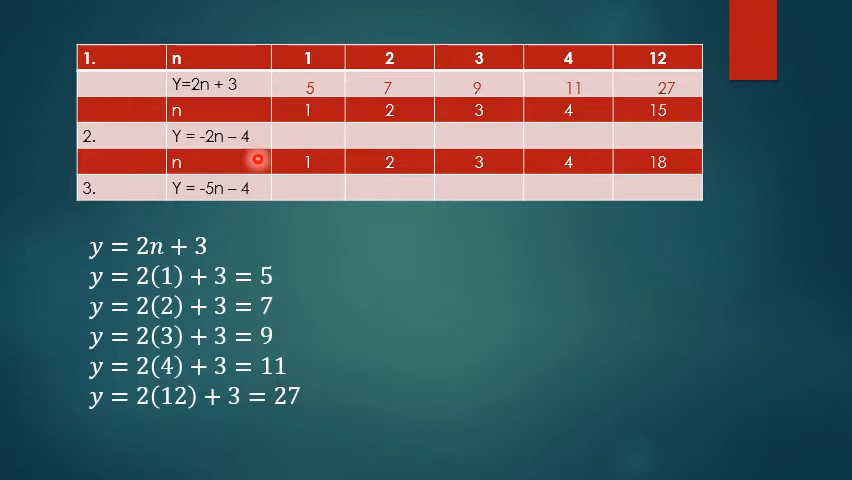 1. n 1 2 3 4 12
Y=2n + 3 5 7 9 11 27
n 1 2 3 4 15
2. Y = -2n – 4
n 1 2 3 4 18
3. Y = -5n – 4
𝑦 = 2𝑛 + 3
𝑦 = 2(1) + 3 = 5
𝑦 = 2(2) + 3 = 7
𝑦 = 2(3) + 3 = 9
𝑦 = 2(4) + 3 = 11
𝑦 = 2(12) + 3 = 27